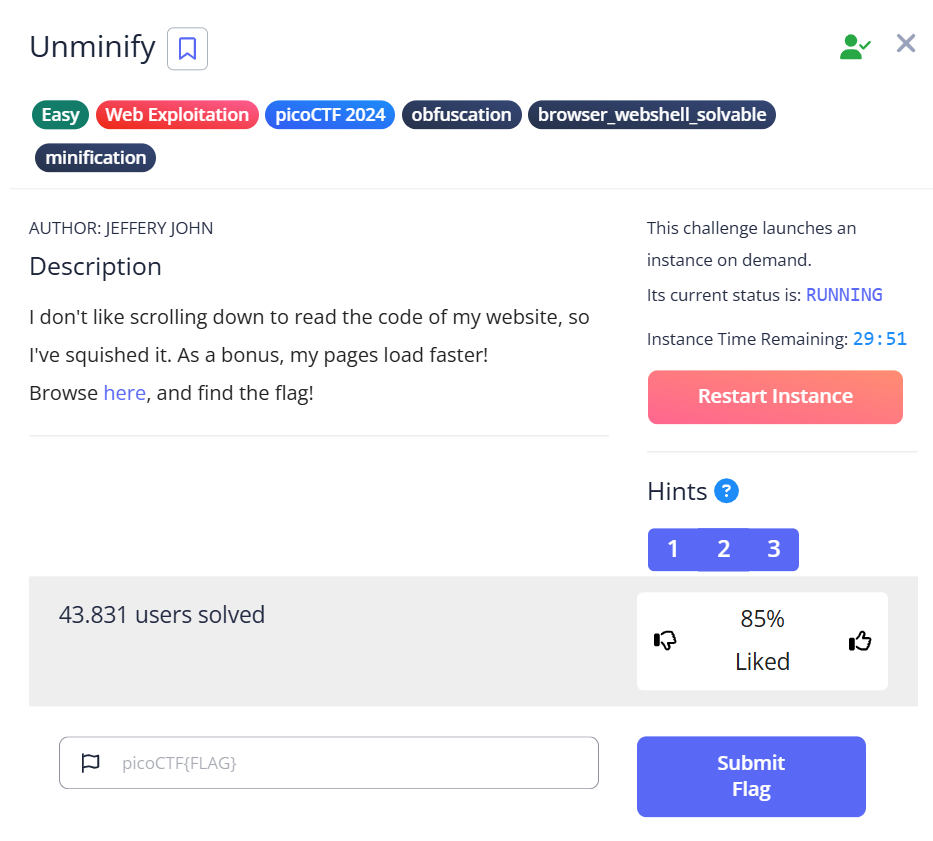 Unminify
Easy Web Exploitation picoCTF 2024 obfuscation browser_webshell_solvable
minification
AUTHOR: JEFFERY JOHN
Description
I don't like scrolling down to read the code of my website, so
I've squished it. As a bonus, my pages load faster!
Browse here, and find the flag!
This challenge launches an
instance on demand.
Its current status is: RUNNING
Instance Time Remaining: 29:51
Restart Instance
Hints ?
1 2 3
43.831 users solved
85%
Liked
picoCTF{FLAG}
Submit
Flag